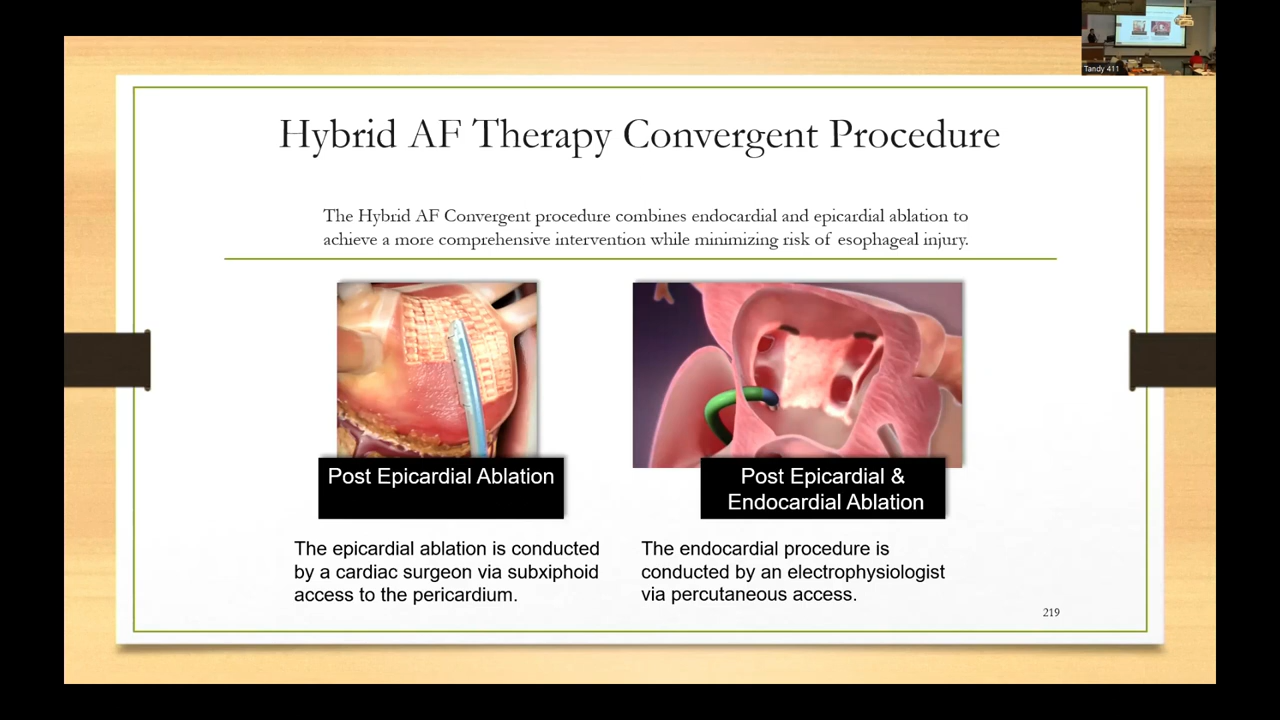 Tandy 411
Hybrid AF Therapy Convergent Procedure
The Hybrid AF Convergent procedure combines endocardial and epicardial ablation to
achieve a more comprehensive intervention while minimizing risk of esophageal injury.
Post Epicardial Ablation
Post Epicardial &
Endocardial Ablation
The epicardial ablation is conducted
by a cardiac surgeon via subxiphoid
access to the pericardium.
The endocardial procedure is
conducted by an electrophysiologist
via percutaneous access.
219